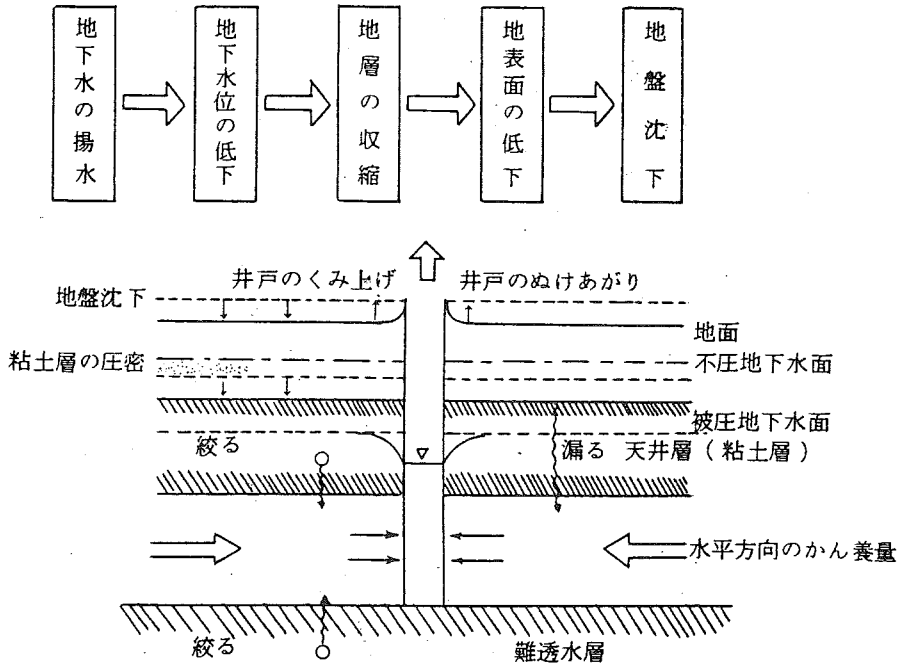 地下水の揚水
地下水位の低下
地層の収縮
地表面の低下
地盤沈下
井戸のくみ上げ
井戸のぬけあがり
地盤沈下
地面
粘土層の圧密
不圧地下水面
被圧地下水面
絞る
漏る 天井層(粘土層)
水平方向のかん養量
絞る
難透水層